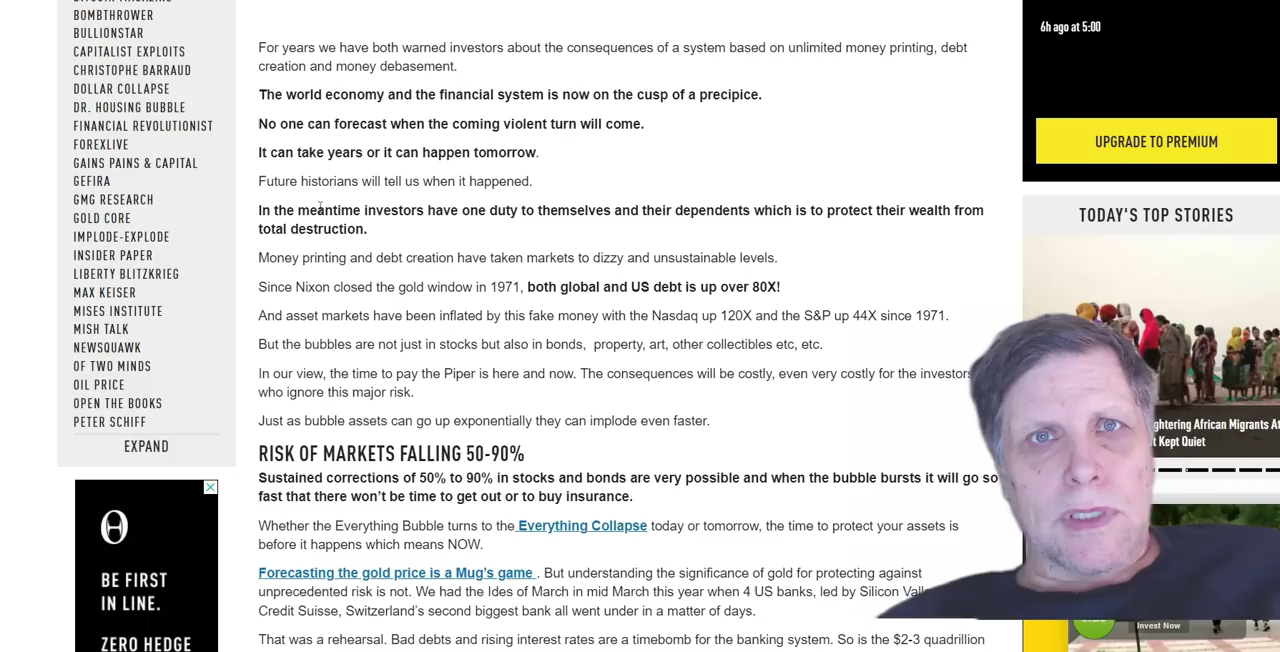 BOMBTHROWER
BULLIONSTAR
CAPITALIST EXPLOITS
CHRISTOPHE BARRAUD
DOLLAR COLLAPSE
DR. HOUSING BUBBLE
FINANCIAL REVOLUTIONIST
FOREXLIVE
GAINS PAINS & CAPITAL
GEFIRA
GMG RESEARCH
GOLD CORE
IMPLODE-EXPLODE
INSIDER PAPER
LIBERTY BLITZKRIEG
MAX KEISER
MISES INSTITUTE
MISH TALK
NEWSQUAWK
OF TWO MINDS
OIL PRICE
OPEN THE BOOKS
PETER SCHIFF
EXPAND
BE FIRST
IN LINE.
ZERO HEDGE
For years we have both warned investors about the consequences of a system based on unlimited money printing, debt
creation and money debasement.
The world economy and the financial system is now on the cusp of a precipice.
No one can forecast when the coming violent turn will come.
It can take years or it can happen tomorrow.
Future historians will tell us when it happened.
In the meantime investors have one duty to themselves and their dependents which is to protect their wealth from
total destruction.
Money printing and debt creation have taken markets to dizzy and unsustainable levels.
Since Nixon closed the gold window in 1971, both global and US debt is up over 80X!
And asset markets have been inflated by this fake money with the Nasdaq up 120X and the S&P up 44X since 1971.
But the bubbles are not just in stocks but also in bonds, property, art, other collectibles etc, etc.
In our view, the time to pay the Piper is here and now. The consequences will be costly, even very costly for the investors
who ignore this major risk.
Just as bubble assets can go up exponentially they can implode even faster.
RISK OF MARKETS FALLING 50-90%
Sustained corrections of 50% to 90% in stocks and bonds are very possible and when the bubble bursts it will go so
fast that there won't be time to get out or to buy insurance.
Whether the Everything Bubble turns to the Everything Collapse today or tomorrow, the time to protect your assets is
before it happens which means NOW.
Forecasting the gold price is a Mug's game . But understanding the significance of gold for protecting against
unprecedented risk is not. We had the Ides of March in mid March this year when 4 US banks, led by Silicon
Credit Suisse, Switzerland's second biggest bank all went under in a matter of days.
That was a rehearsal. Bad debts and rising interest rates are a timebomb for the banking system. So is the $2-3 quadrillion
6h ago at 5:00
UPGRADE TO PREMIUM
TODAY'S TOP STORIES
African Migrants
Kept Quiet
Invest Now